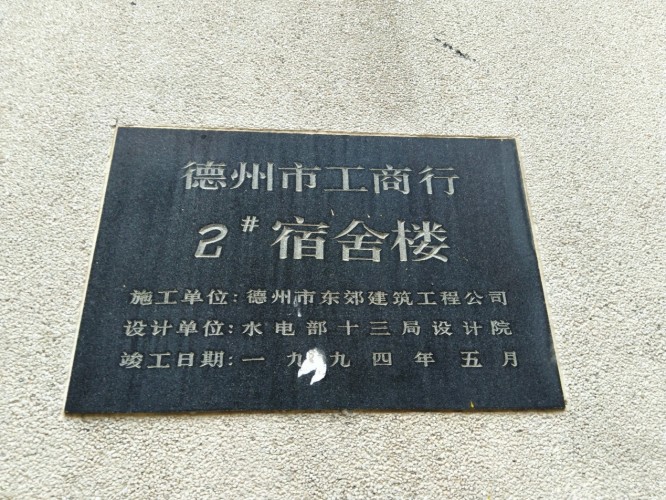 德州市工商行
2#宿舍楼
施工单位:德州市东郊建筑工程公司
设计单位:水电部十三局设计院
竣工日期:一九九四年五月